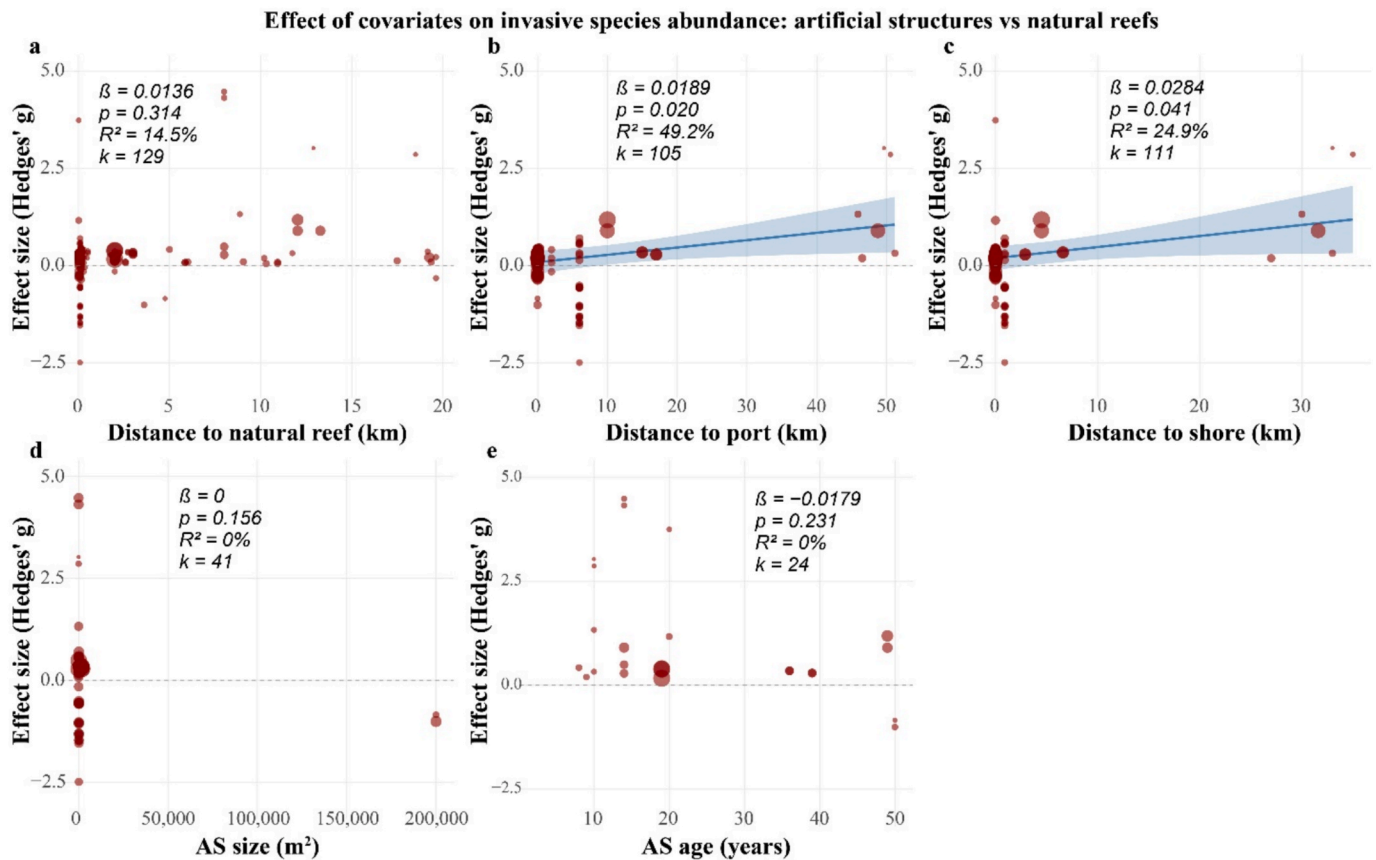 Effect of covariates on invasive species abundance: artificial structures vs natural reefs
a
Effect size (Hedges' g)
5.0
2.5
0.0
−2.5
ß = 0.0136
p = 0.314
R² = 14.5%
k = 129
0 5 10 15 20
Distance to natural reef (km)
b
Effect size (Hedges' g)
5.0
2.5
0.0
−2.5
ß = 0.0189
p = 0.020
R² = 49.2%
k = 105
0 10 20 30 40 50
Distance to port (km)
c
Effect size (Hedges' g)
5.0
2.5
0.0
−2.5
ß = 0.0284
p = 0.041
R² = 24.9%
k = 111
0 10 20 30
Distance to shore (km)
d
Effect size (Hedges' g)
5.0
2.5
0.0
−2.5
ß = 0
p = 0.156
R² = 0%
k = 41
0 50,000 100,000 150,000 200,000
AS size (m²)
e
Effect size (Hedges' g)
5.0
2.5
0.0
−2.5
ß = −0.0179
p = 0.231
R² = 0%
k = 24
10 20 30 40 50
AS age (years)